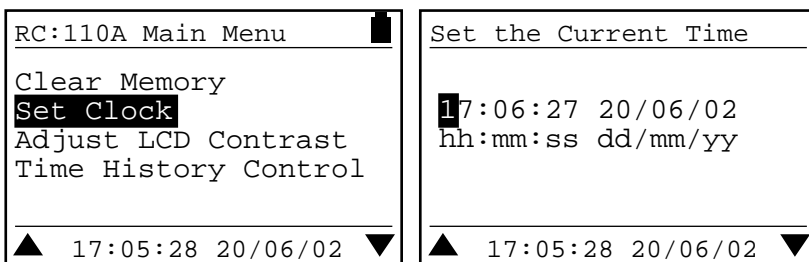 RC:110A Main Menu
Clear Memory
Set Clock
Adjust LCD Contrast
Time History Control
17:05:28 20/06/02
Set the Current Time
17:06:27 20/06/02
hh:mm:ss dd/mm/yy
17:05:28 20/06/02